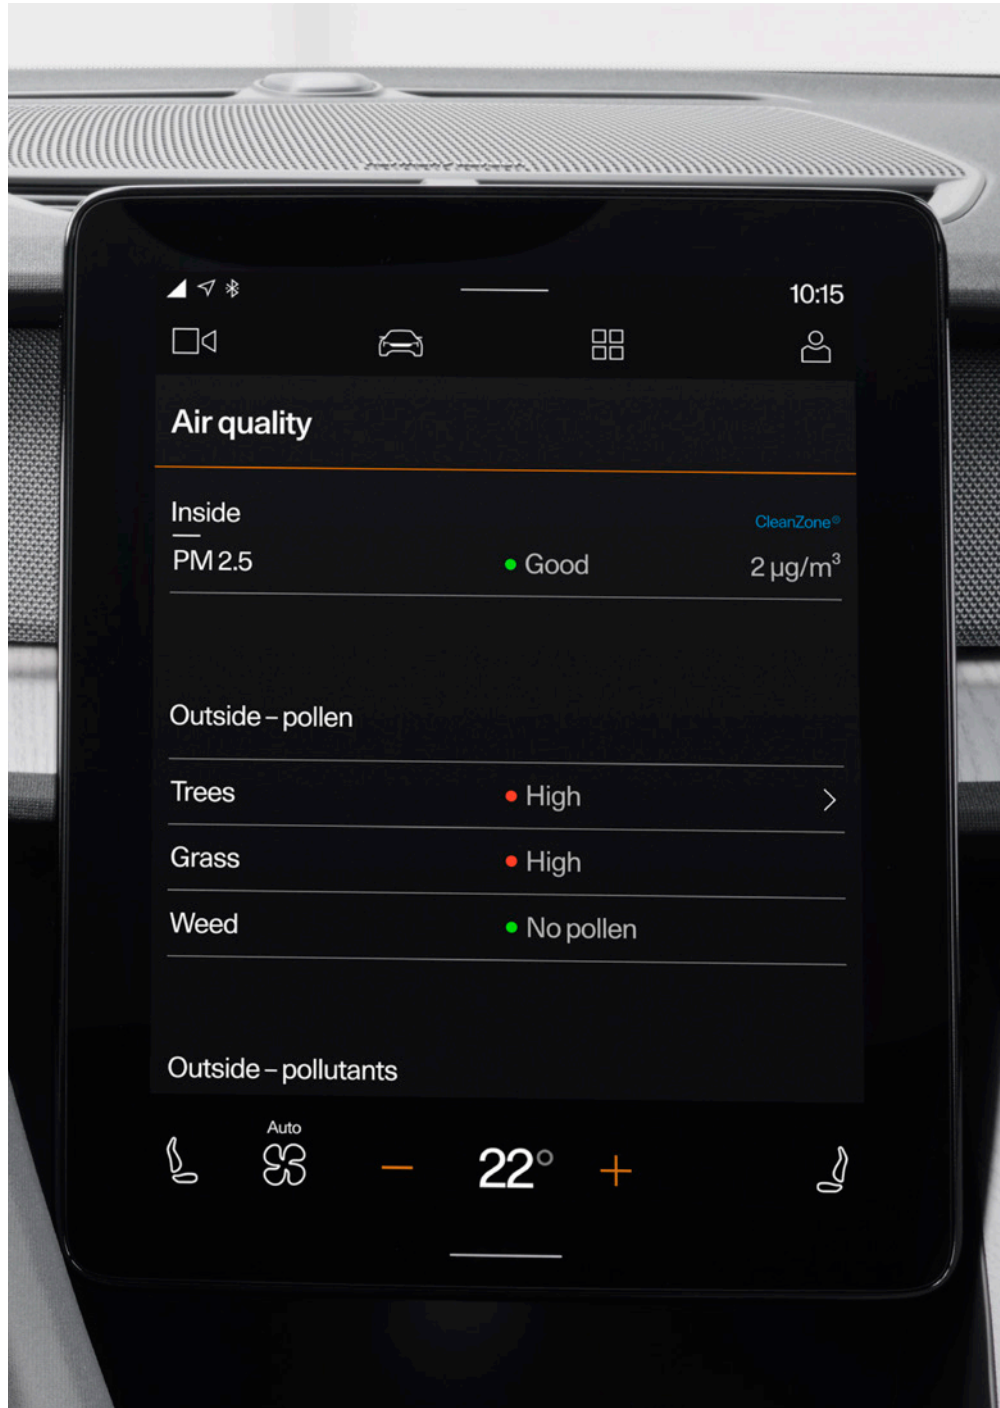 10:15
Air quality
Inside
CleanZone®
PM 2.5 Good 2 µg/m³
Outside – pollen
Trees High
Grass High
Weed No pollen
Outside – pollutants
Auto
22°